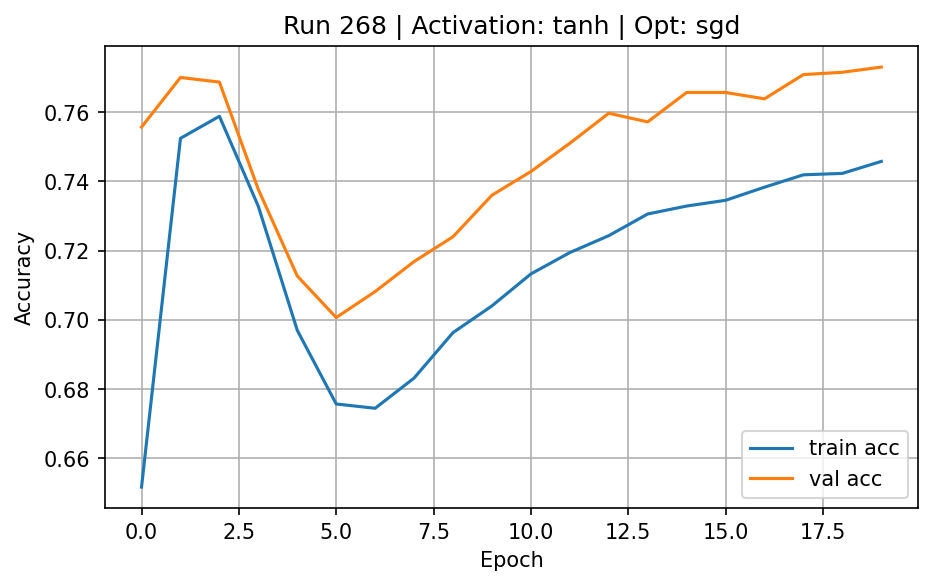 Run 268 | Activation: tanh | Opt: sgd
Accuracy
0.76
0.74
0.72
0.70
0.68
0.66
train acc
val acc
0.0 2.5 5.0 7.5 10.0 12.5 15.0 17.5
Epoch